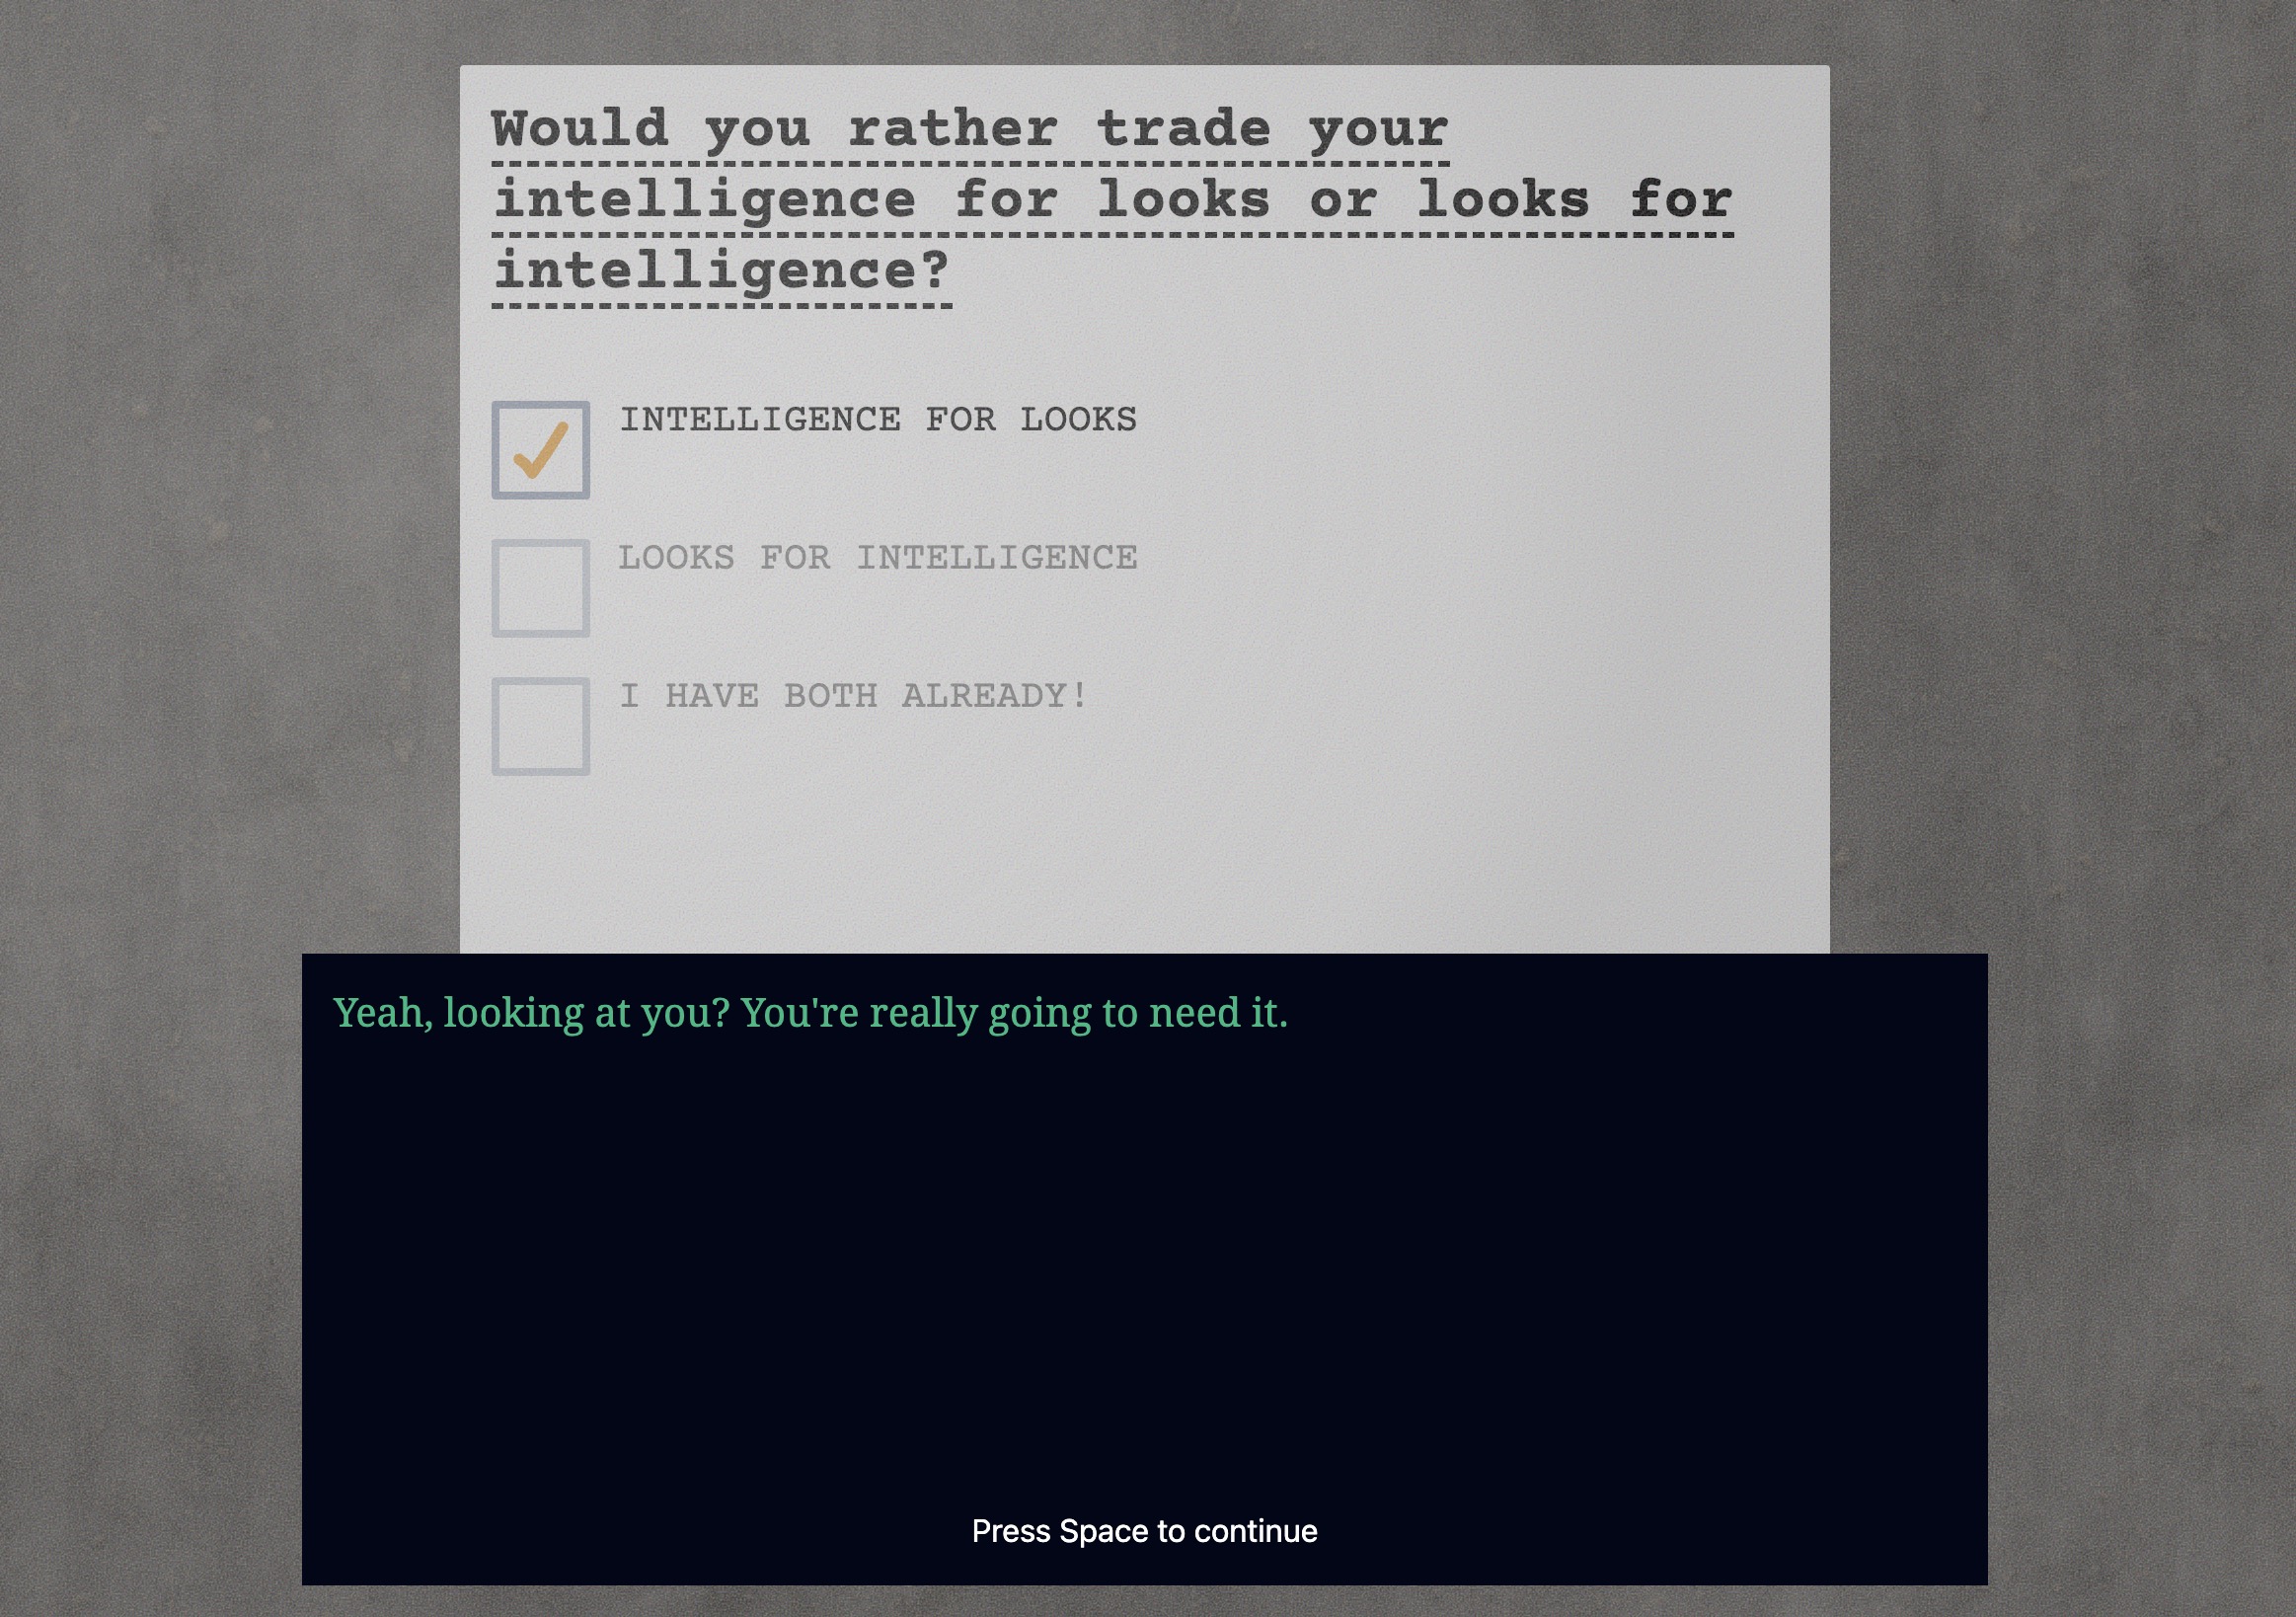 Would you rather trade your
intelligence for looks or looks for
intelligence?
INTELLIGENCE FOR LOOKS
LOOKS FOR INTELLIGENCE
I HAVE BOTH ALREADY!
Yeah, looking at you? You're really going to need it.
Press Space to continue